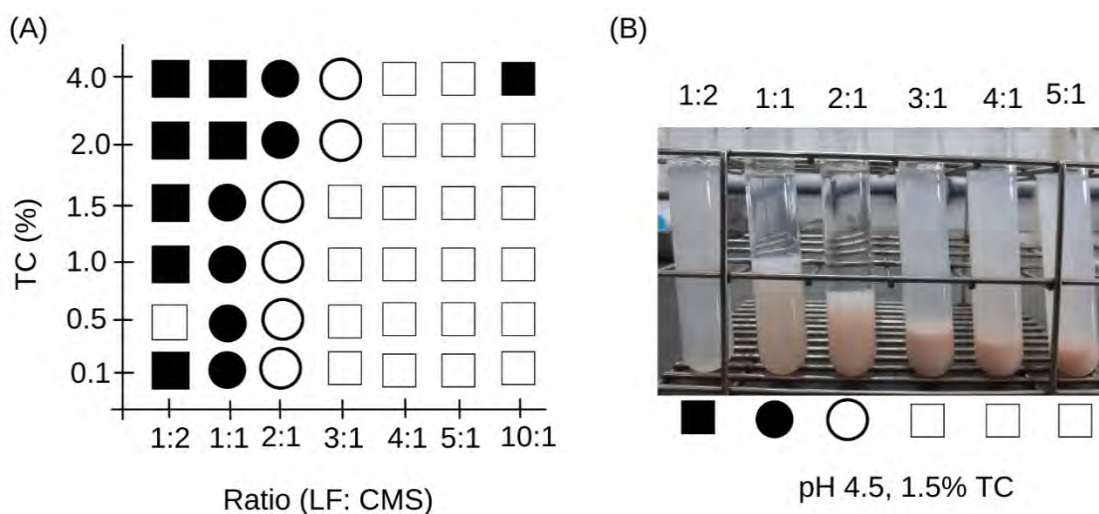 (A)
(B)
4.0
2.0
1.5
1.0
0.5
0.1
TC (%)
1:2 1:1 2:1 3:1 4:1 5:1 10:1
Ratio (LF: CMS)
1:2 1:1 2:1 3:1 4:1 5:1
pH 4.5, 1.5% TC